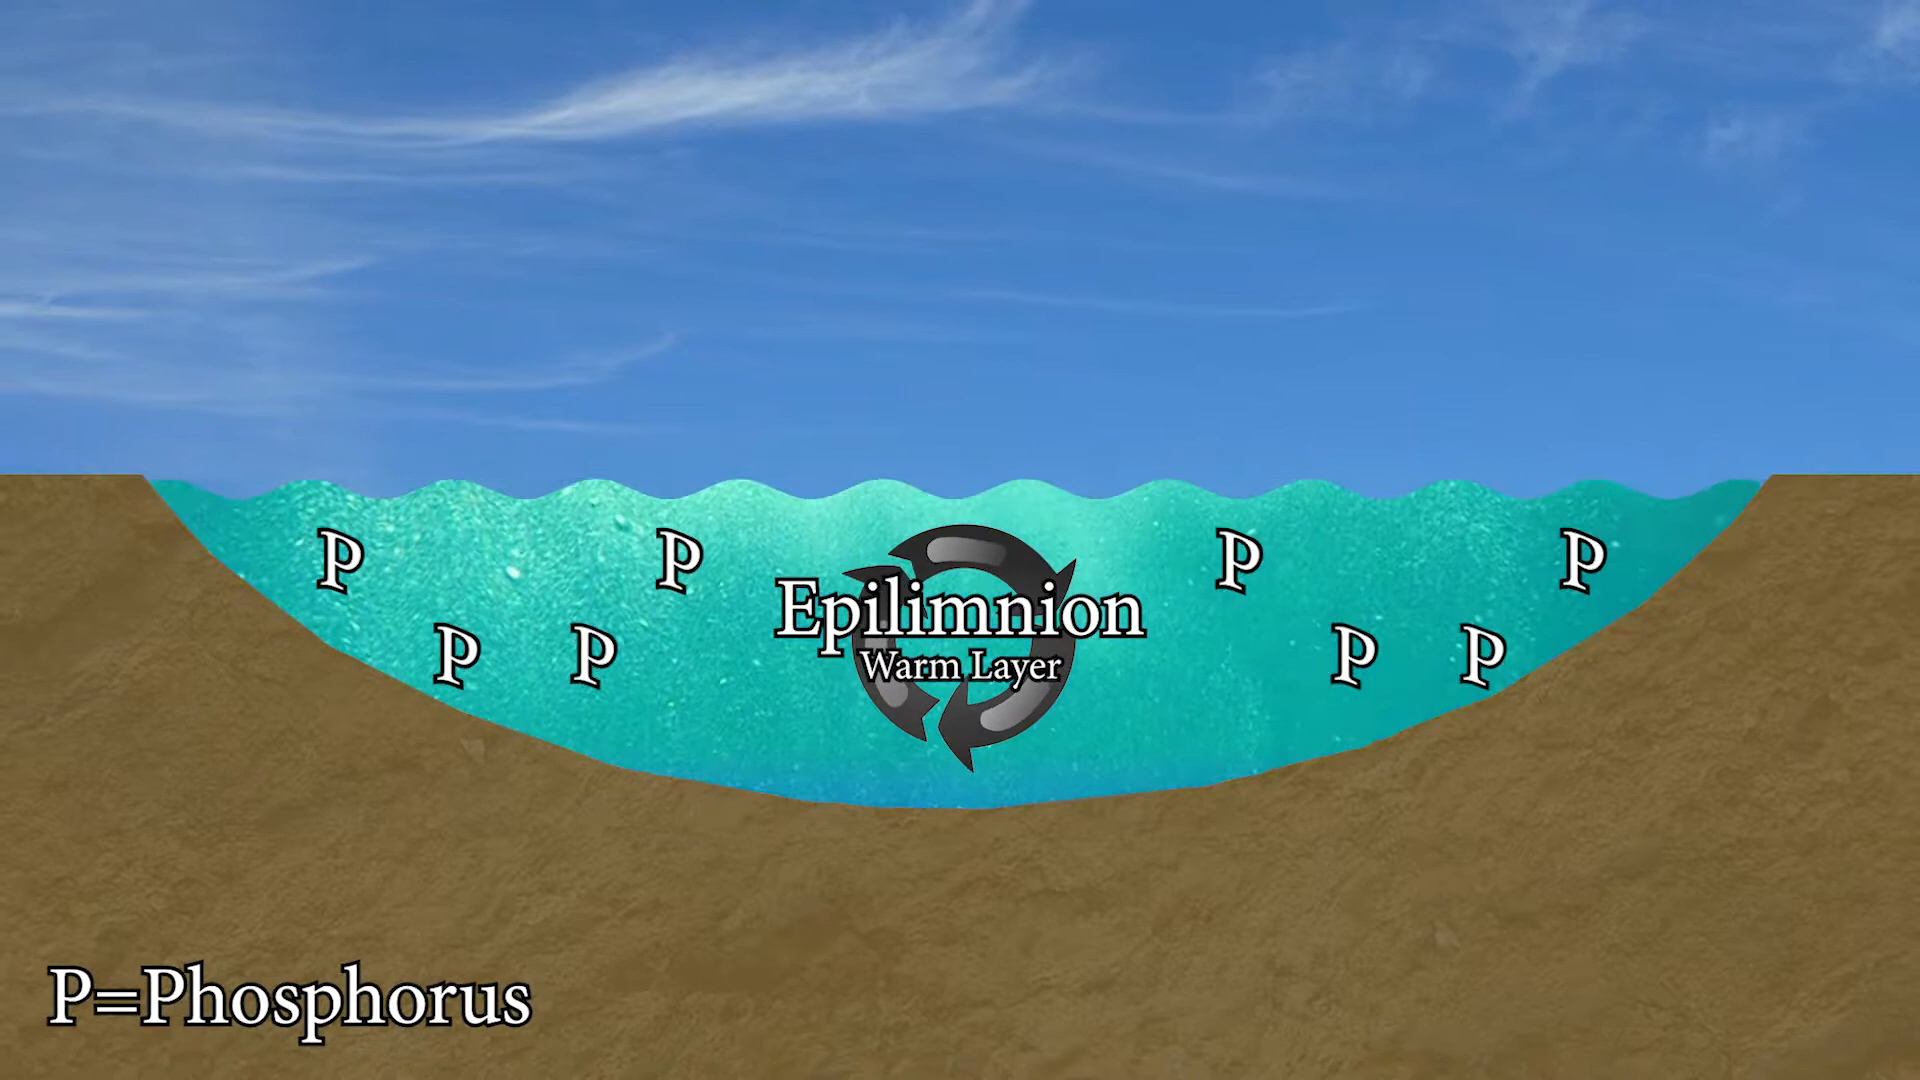 P P P P
Epilimnion
P P P P
Warm Layer
P=Phosphorus